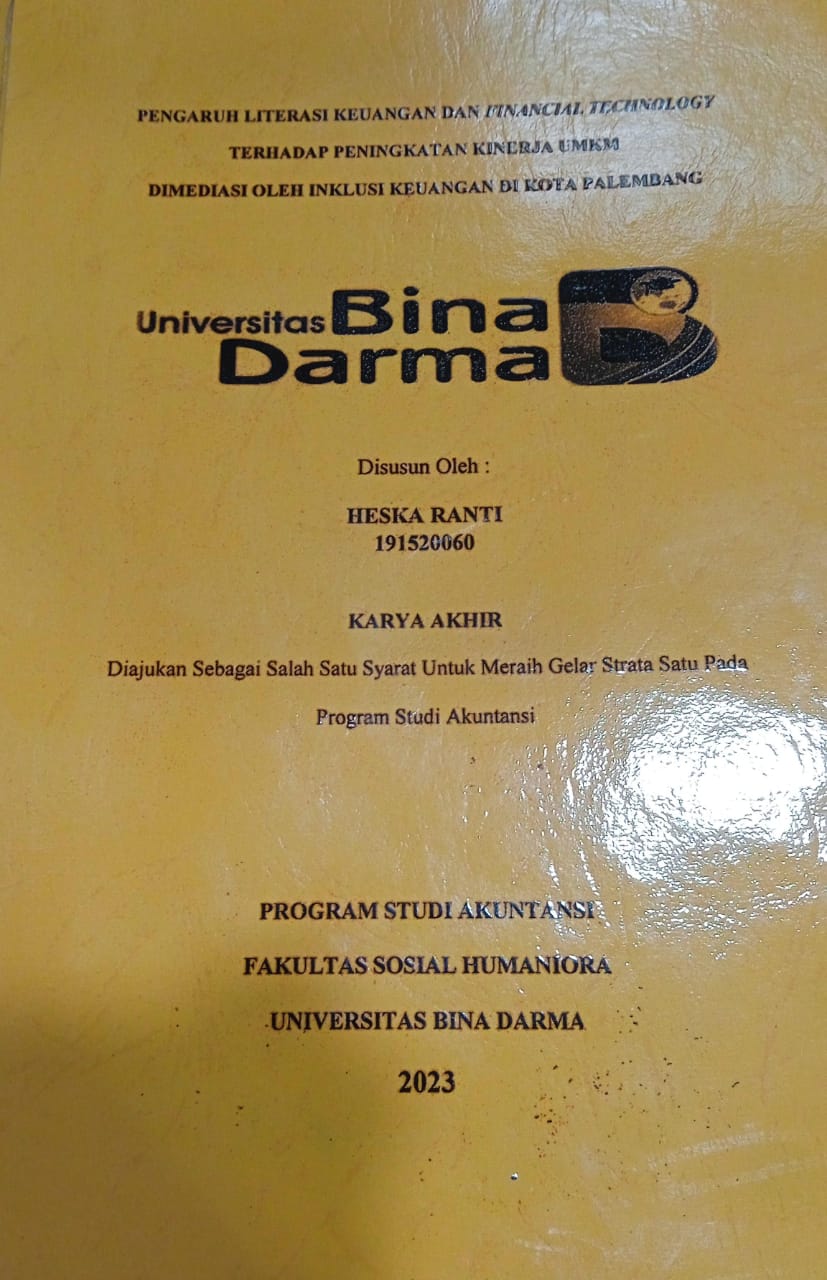 PENGARUH LITERASI KEUANGAN DAN FINANCIAL TECHNOLOGY
TERHADAP PENINGKATAN KINERJA UMKM
DIMEDIASI OLEH INKLUSI KEUANGAN DI KOTA PALEMBANG
Universitas Bina
Darma
Disusun Oleh :
HESKA RANTI
191520060
KARYA AKHIR
Diajukan Sebagai Salah Satu Syarat Untuk Meraih Gelar Strata Satu Pada
Program Studi Akuntansi
PROGRAM STUDI AKUNTANSI
FAKULTAS SOSIAL HUMANIORA
UNIVERSITAS BINA DARMA
2023